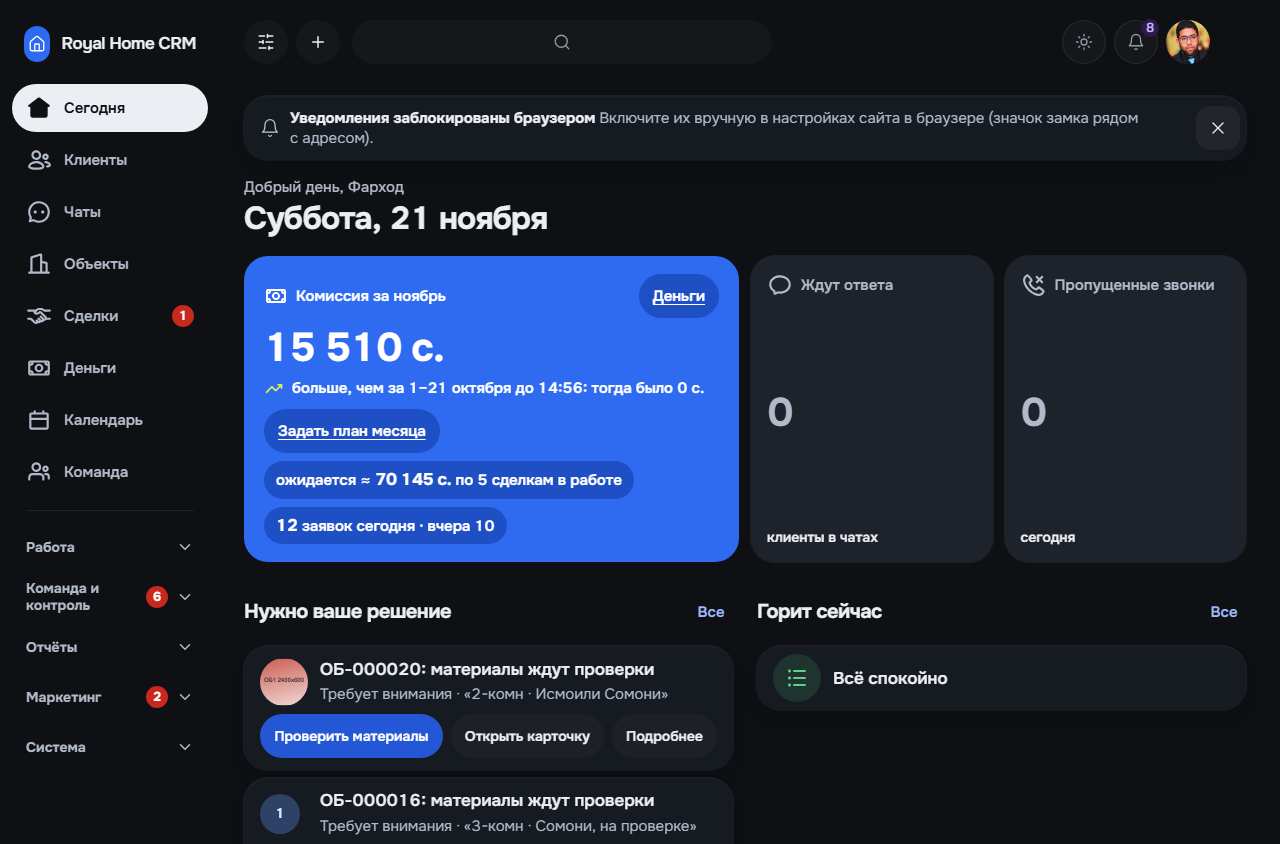 Royal Home CRM
8
Уведомления заблокированы браузером Включите их вручную в настройках сайта в браузере (значок замка рядом
с адресом).
Сегодня
Клиенты
Чаты
Объекты
Сделки
1
Деньги
Календарь
Команда
Работа
Команда и
контроль
6
Отчёты
Маркетинг
2
Система
Добрый день, Фарход
Суббота, 21 ноября
Комиссия за ноябрь
Деньги
15 510 с.
больше, чем за 1–21 октября до 14:56: тогда было 0 с.
Задать план месяца
ожидается ≈ 70 145 с. по 5 сделкам в работе
12 заявок сегодня · вчера 10
Ждут ответа
0
клиенты в чатах
Пропущенные звонки
0
сегодня
Нужно ваше решение
Все
ОБ1 2400x600
ОБ-000020: материалы ждут проверки
Требует внимания · «2-комн · Исмоили Сомони»
Проверить материалы
Открыть карточку
Подробнее
1
ОБ-000016: материалы ждут проверки
Требует внимания · «3-комн · Сомони, на проверке»
Горит сейчас
Все
Всё спокойно